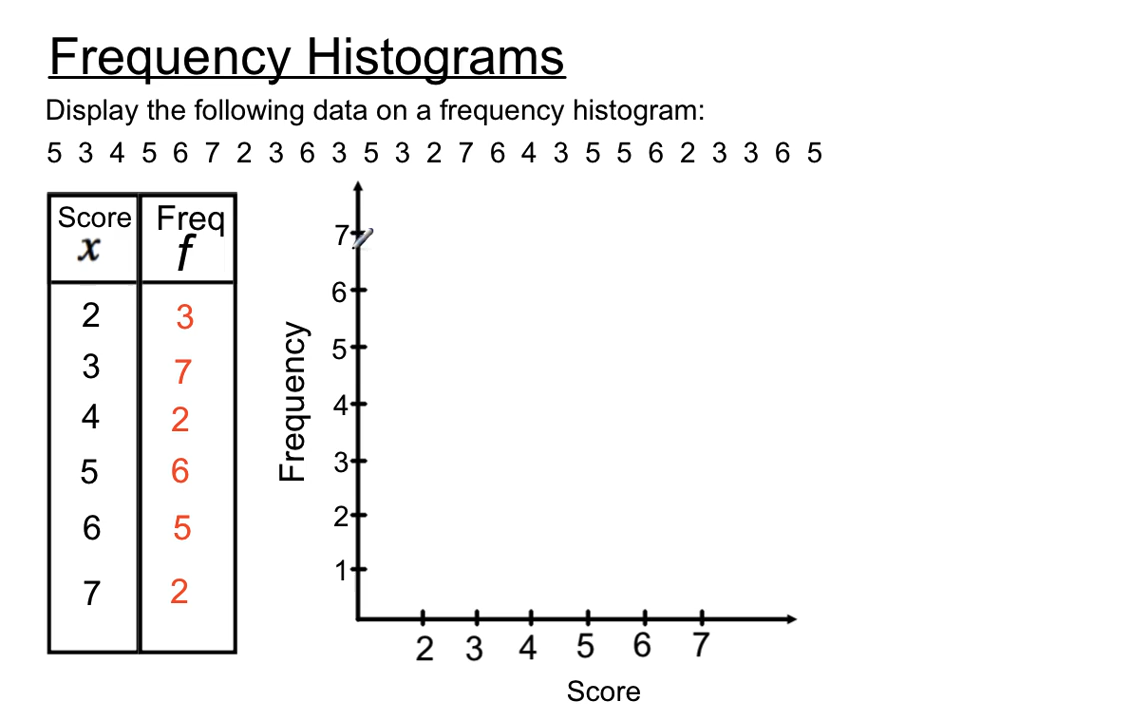 Frequency Histograms
Display the following data on a frequency histogram:
5 3 4 5 6 7 2 3 6 3 5 3 2 7 6 4 3 5 5 6 2 3 3 6 5
Score Freq
x f
2 3
3 7
4 2
5 6
6 5
7 2
Frequency
7
6
5
4
3
2
1
2 3 4 5 6 7
Score